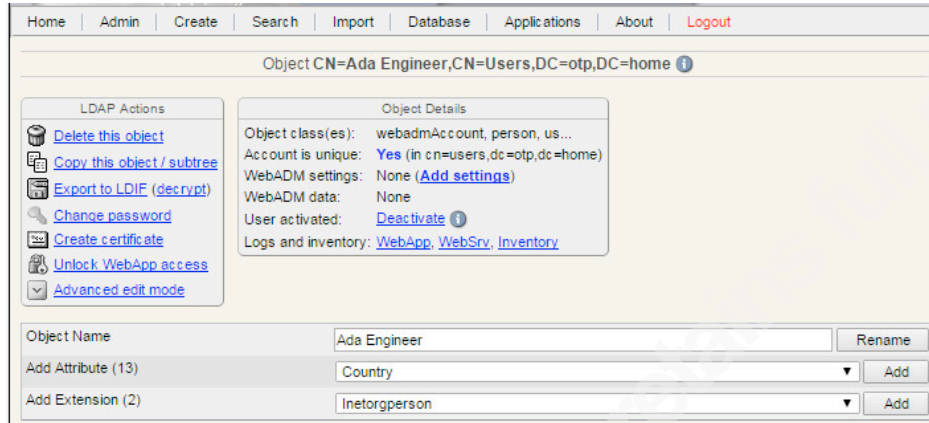 Home Admin Create Search Import Database Applications About Logout
Object CN=Ada Engineer,CN=Users,DC=otp,DC=home
LDAP Actions
Delete this object
Copy this object / subtree
Export to LDIF (decrypt)
Change password
Create certificate
Unlock WebApp access
Advanced edit mode
Object Details
Object class(es): webadmAccount, person, us...
Account is unique: Yes (in cn=users,dc=otp,dc=home)
WebADM settings: None (Add settings)
WebADM data: None
User activated: Deactivate
Logs and inventory: WebApp, WebSrv, Inventory
Object Name Ada Engineer Rename
Add Attribute (13) Country Add
Add Extension (2) Inetorgperson Add